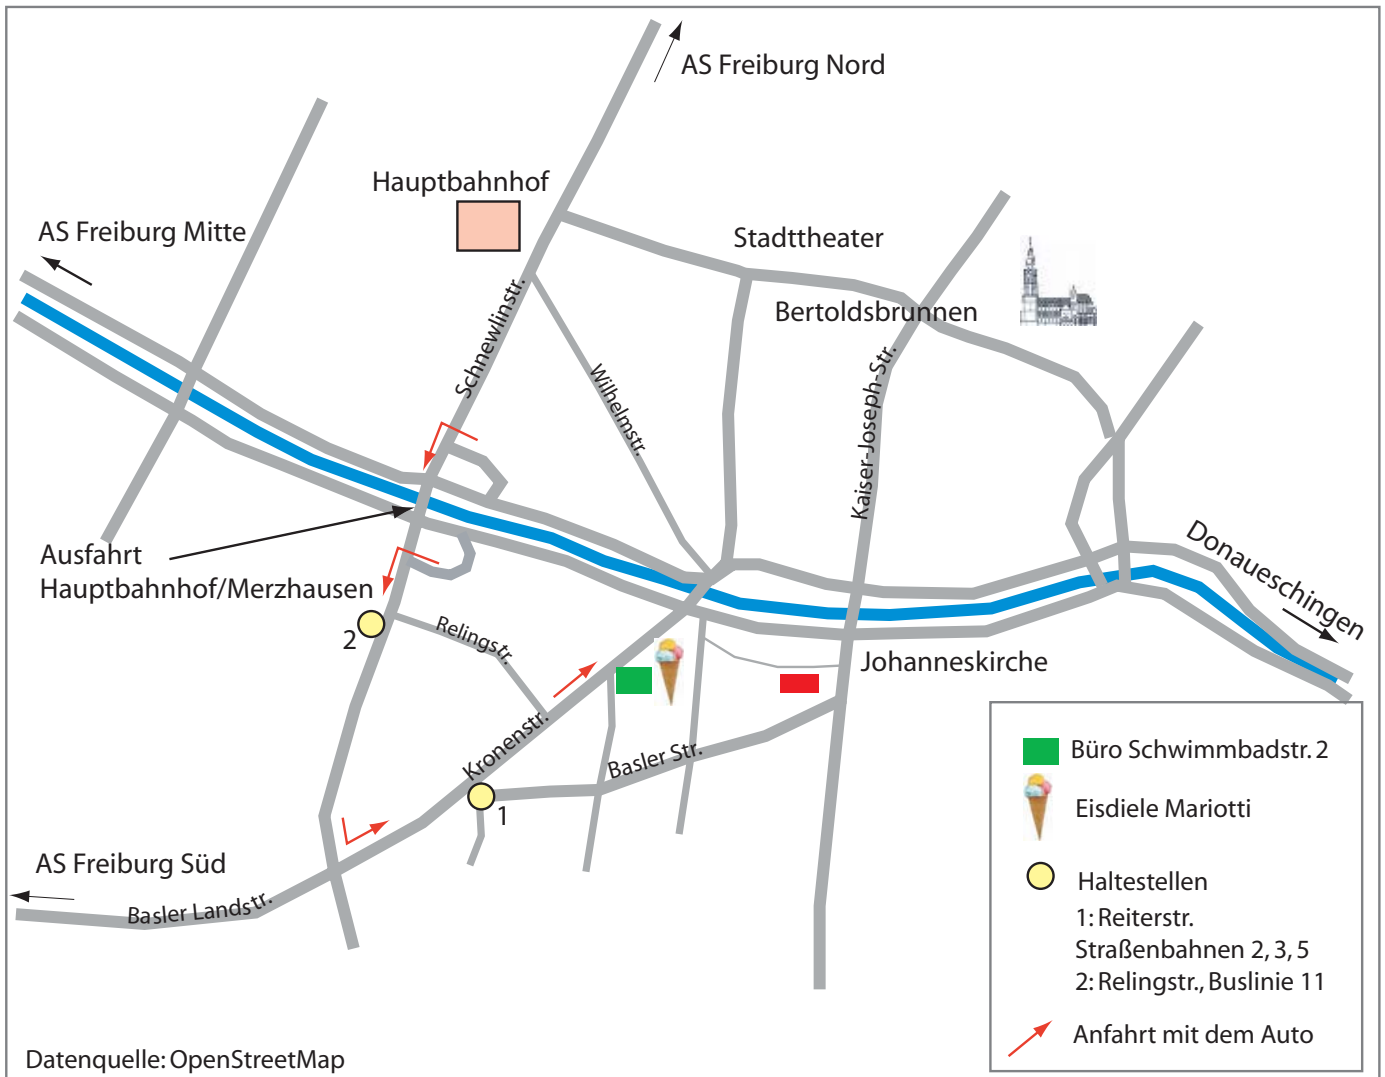 AS Freiburg Nord
Hauptbahnhof
AS Freiburg Mitte
Stadttheater
Bertoldsbrunnen
Schnewlinstr.
Wilhelmstr.
Kaiser-Joseph-Str.
Ausfahrt
Hauptbahnhof/Merzhausen
Donaueschingen
2
Relingstr.
Johanneskirche
Kronenstr.
Basler Str.
1
AS Freiburg Süd
Basler Landstr.
Büro Schwimmbadstr. 2
Eisdiele Mariotti
Haltestellen
1: Reiterstr.
Straßenbahnen 2, 3, 5
2: Relingstr., Buslinie 11
Anfahrt mit dem Auto
Datenquelle: OpenStreetMap